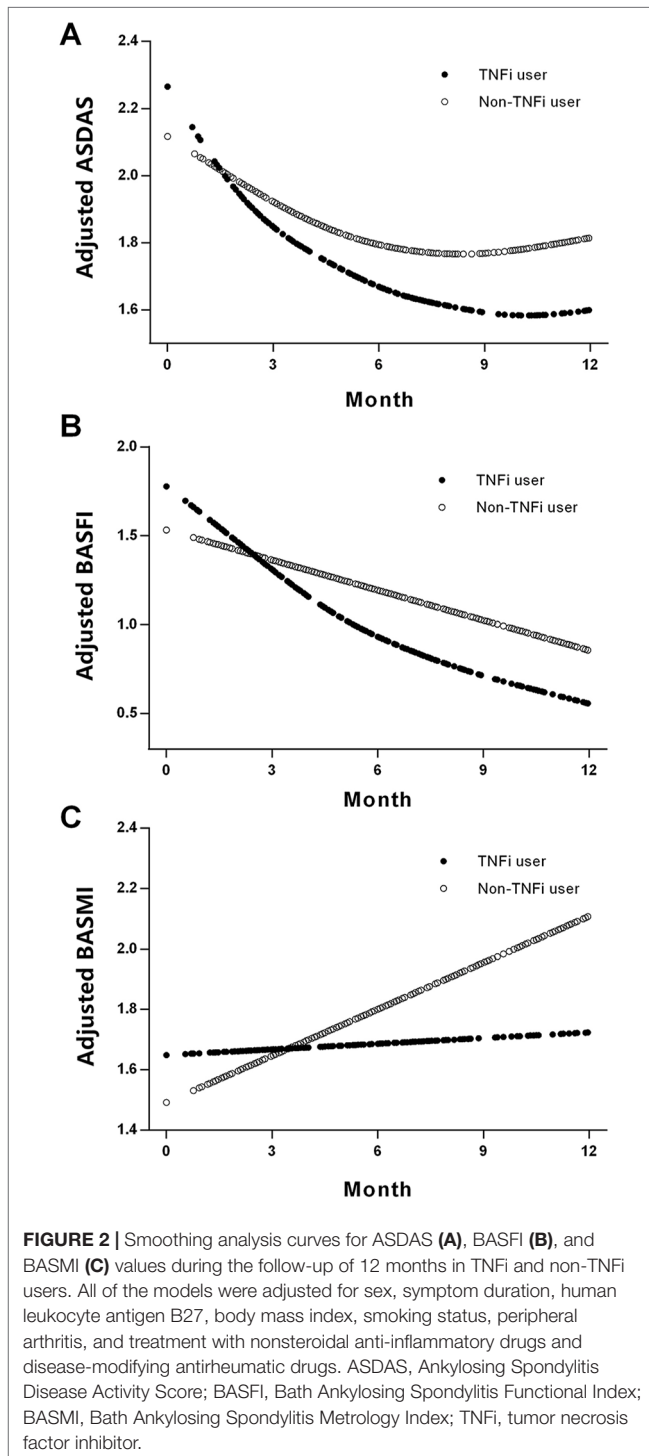 A
2.4
2.2
2.0
1.8
1.6
Adjusted ASDAS
TNFi user
Non-TNFi user
0 3 6 9 12
Month
B
2.0
1.5
1.0
0.5
Adjusted BASFI
TNFi user
Non-TNFi user
0 3 6 9 12
Month
C
2.4
2.2
2.0
1.8
1.6
1.4
Adjusted BASMI
TNFi user
Non-TNFi user
0 3 6 9 12
Month
FIGURE 2 | Smoothing analysis curves for ASDAS (A), BASFI (B), and
BASMI (C) values during the follow-up of 12 months in TNFi and non-TNFi
users. All of the models were adjusted for sex, symptom duration, human
leukocyte antigen B27, body mass index, smoking status, peripheral
arthritis, and treatment with nonsteroidal anti-inflammatory drugs and
disease-modifying antirheumatic drugs. ASDAS, Ankylosing Spondylitis
Disease Activity Score; BASFI, Bath Ankylosing Spondylitis Functional Index;
BASMI, Bath Ankylosing Spondylitis Metrology Index; TNFi, tumor necrosis
factor inhibitor.